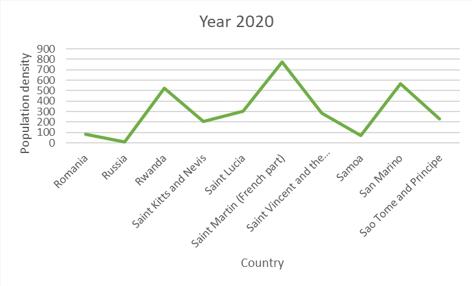 Year 2020
Population density
900
800
700
600
500
400
300
200
100
0
Romania
Russia
Rwanda
Saint Kitts and Nevis
Saint Lucia
Saint Martin (French part)
Saint Vincent and the...
Samoa
San Marino
Sao Tome and Principe
Country